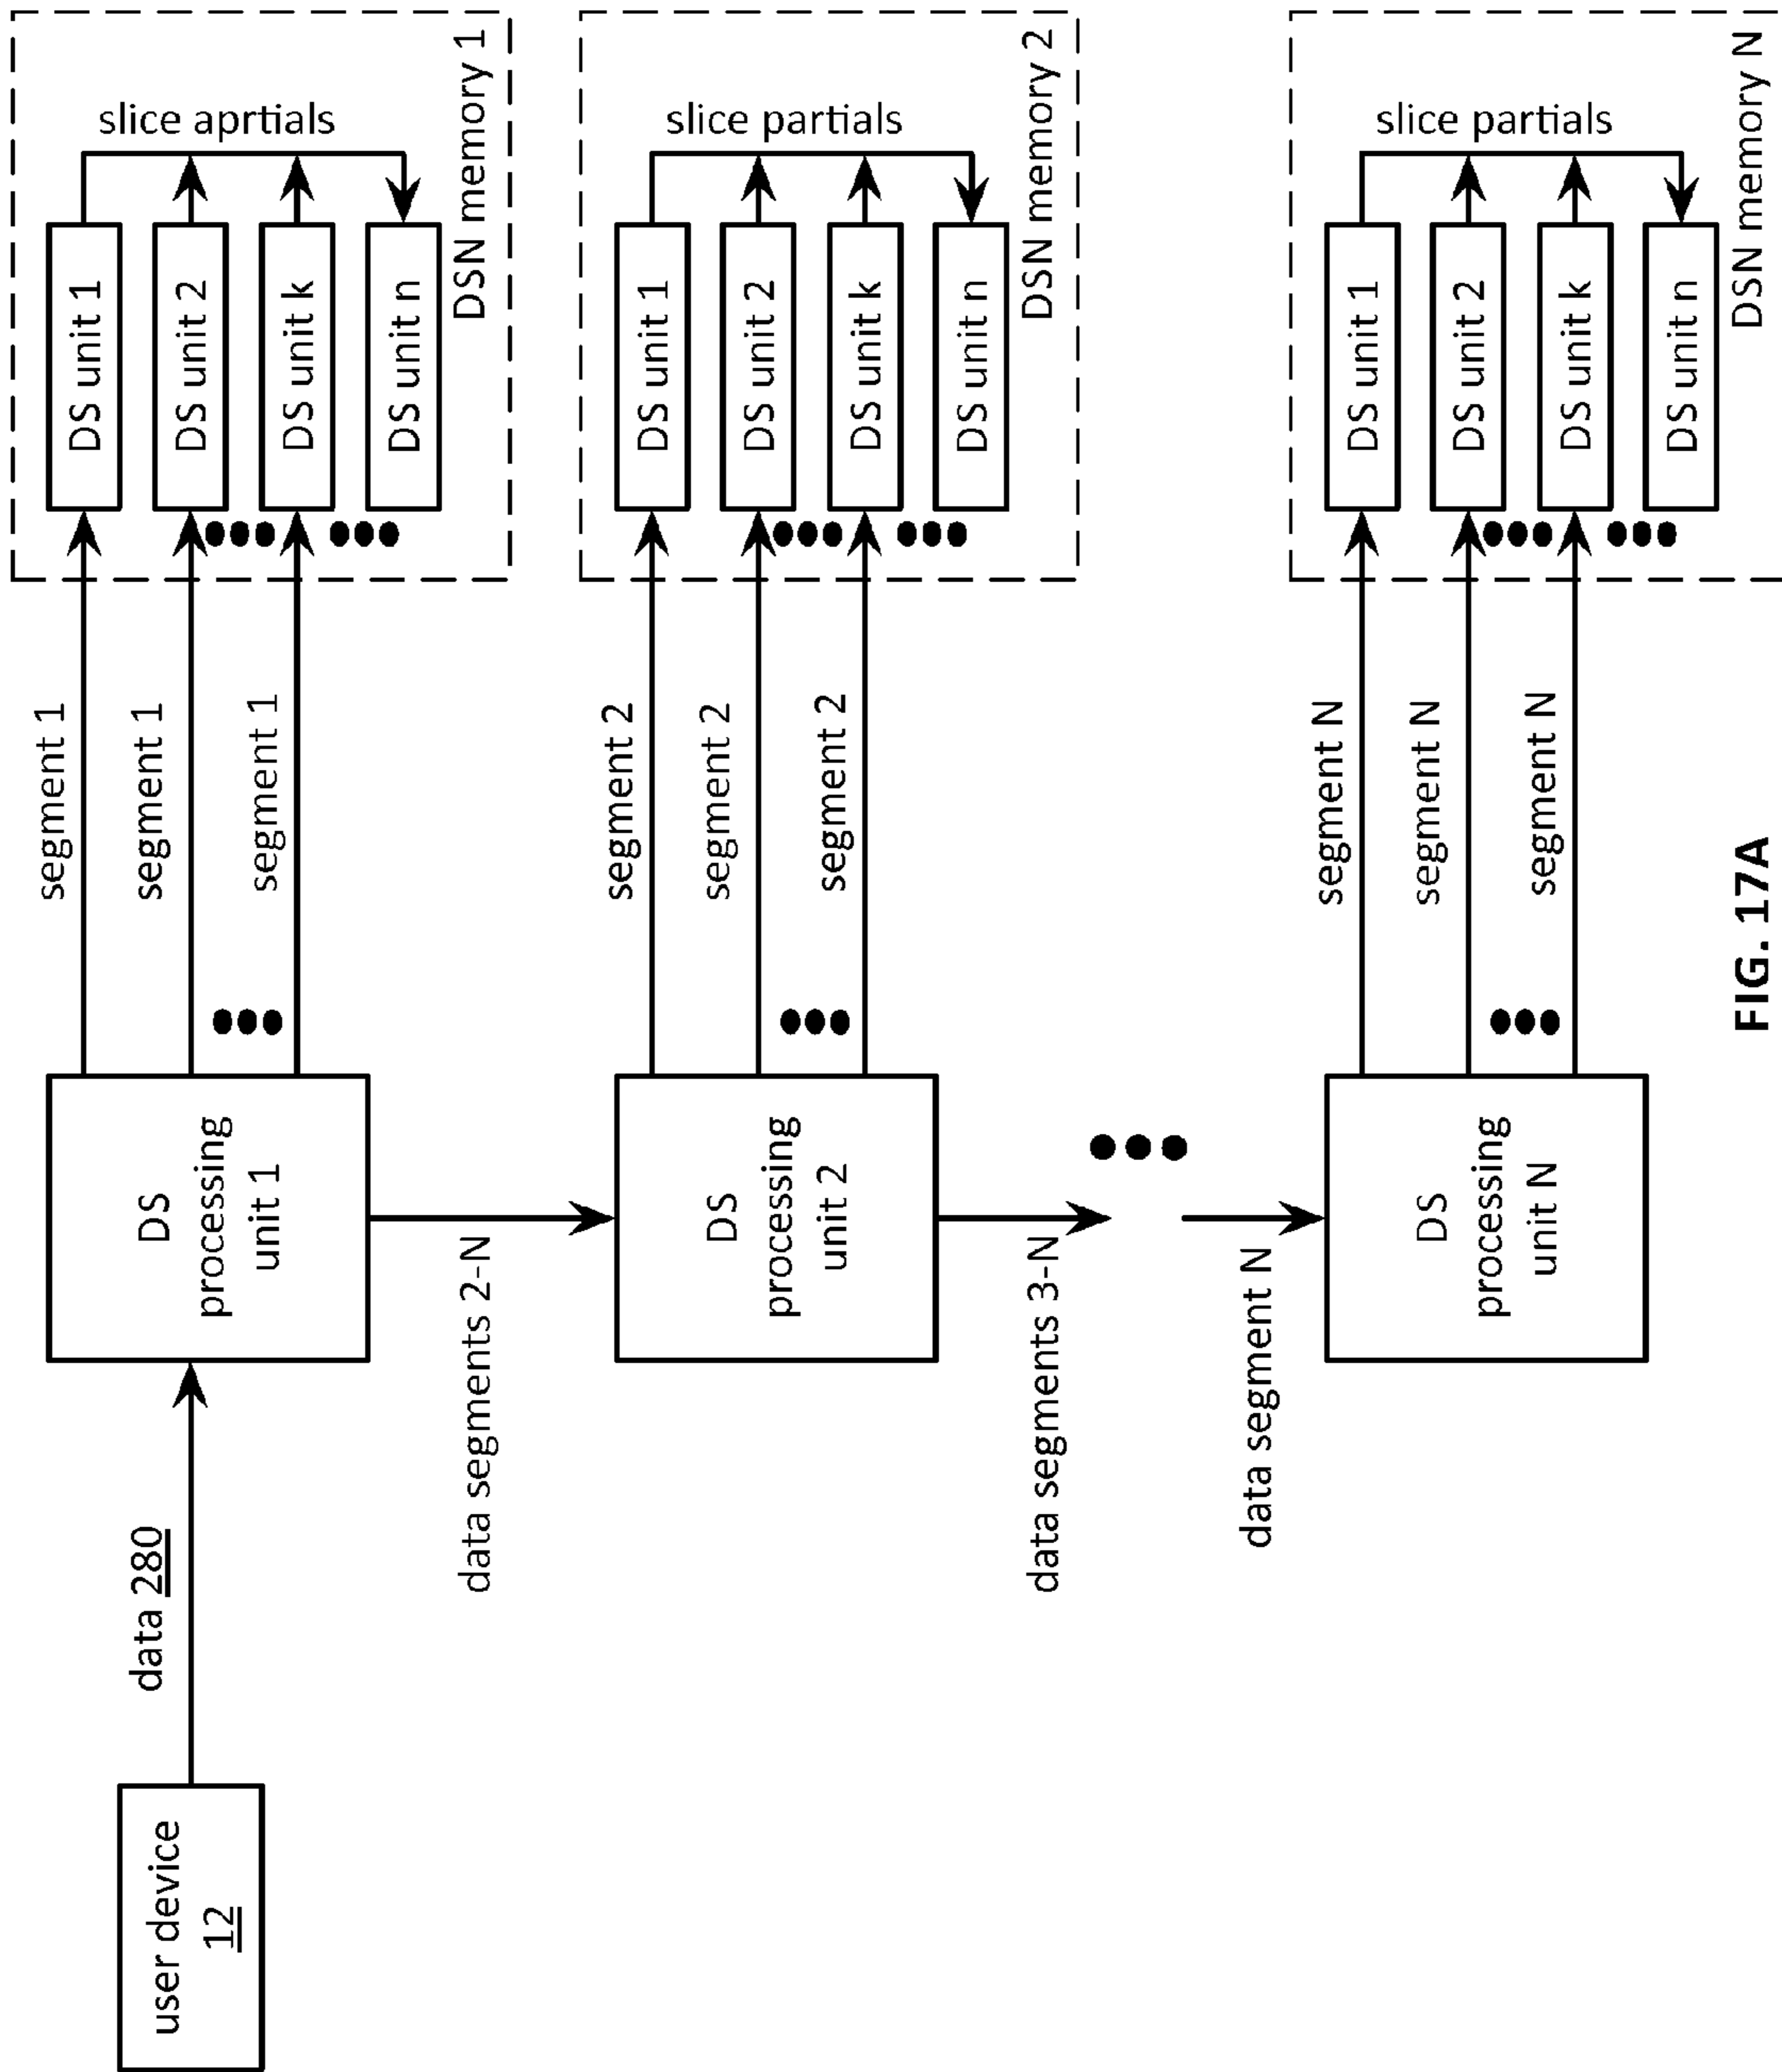 user device
12
data 280
DS
processing
unit 1
segment 1
segment 1
segment 1
DS unit 1
DS unit 2
DS unit k
DS unit n
slice aprtials
DSN memory 1
data segments 2-N
DS
processing
unit 2
segment 2
segment 2
segment 2
DS unit 1
DS unit 2
DS unit k
DS unit n
slice partials
DSN memory 2
data segments 3-N
data segment N
DS
processing
unit N
segment N
segment N
segment N
DS unit 1
DS unit 2
DS unit k
DS unit n
slice partials
DSN memory N
FIG. 17A